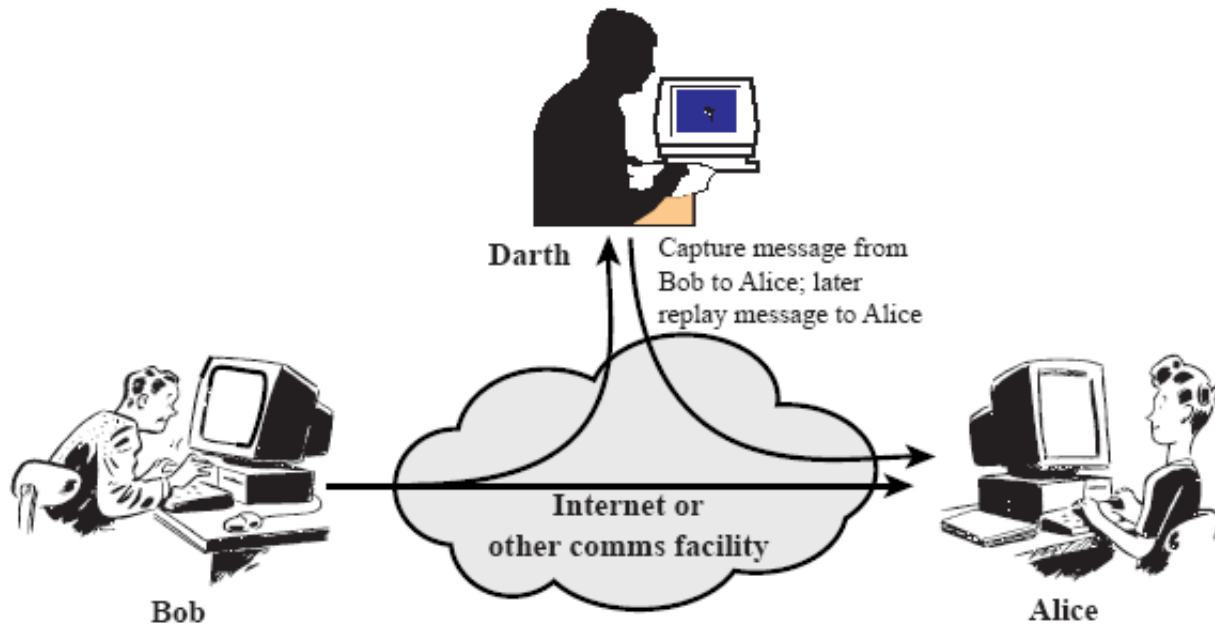 Darth
Capture message from
Bob to Alice; later
replay message to Alice
Internet or
other comms facility
Bob
Alice